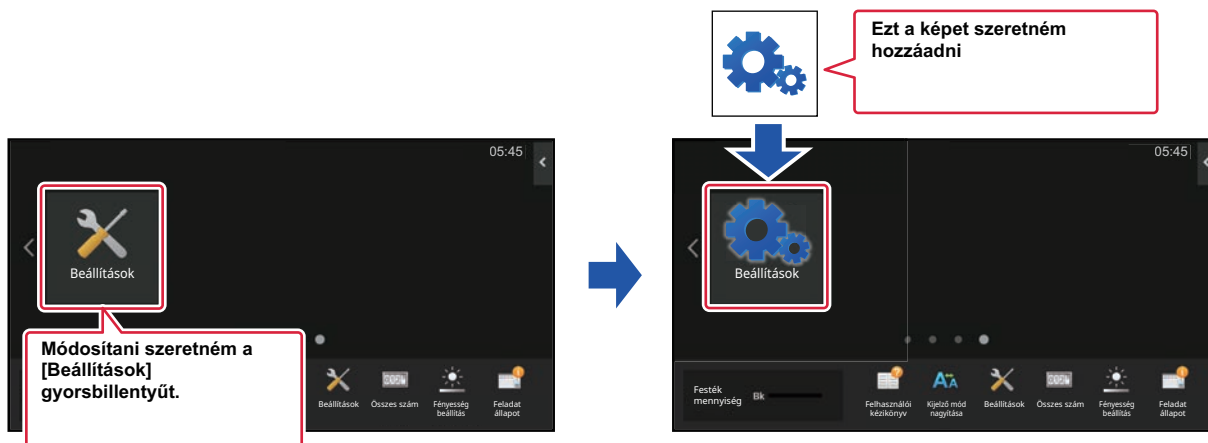 Ezt a képet szeretném
hozzáadni
05:45
Beállítások
Módosítani szeretném a
[Beállítások]
gyorsbillentyűt.
Beállítások
Összes szám
Fényesség
beállítás
Feladat
állapot
05:45
Beállítások
Festék
mennyiség
Bk
Felhasználói
kézikönyv
Kijelző mód
nagyítása
Beállítások
Összes szám
Fényesség
beállítás
Feladat
állapot